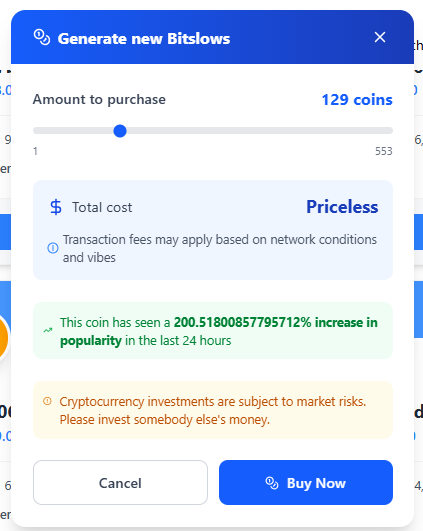 Generate new Bitslows
Amount to purchase
129 coins
1
553
Total cost
Priceless
Transaction fees may apply based on network conditions
and vibes
This coin has seen a 200.51800857795712% increase in
popularity in the last 24 hours
Cryptocurrency investments are subject to market risks.
Please invest somebody else's money.
Cancel
Buy Now